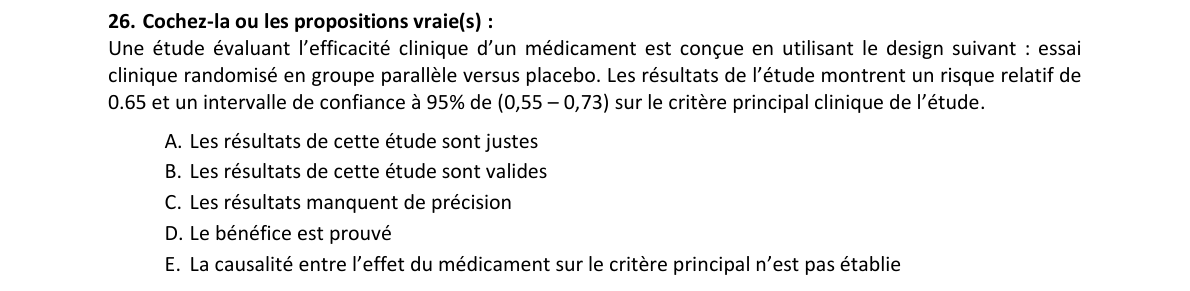 26. Cochez-la ou les propositions vraie(s) :
Une étude évaluant l’efficacité clinique d’un médicament est conçue en utilisant le design suivant : essai
clinique randomisé en groupe parallèle versus placebo. Les résultats de l’étude montrent un risque relatif de
0.65 et un intervalle de confiance à 95% de (0,55 – 0,73) sur le critère principal clinique de l’étude.
A. Les résultats de cette étude sont justes
B. Les résultats de cette étude sont valides
C. Les résultats manquent de précision
D. Le bénéfice est prouvé
E. La causalité entre l’effet du médicament sur le critère principal n’est pas établie